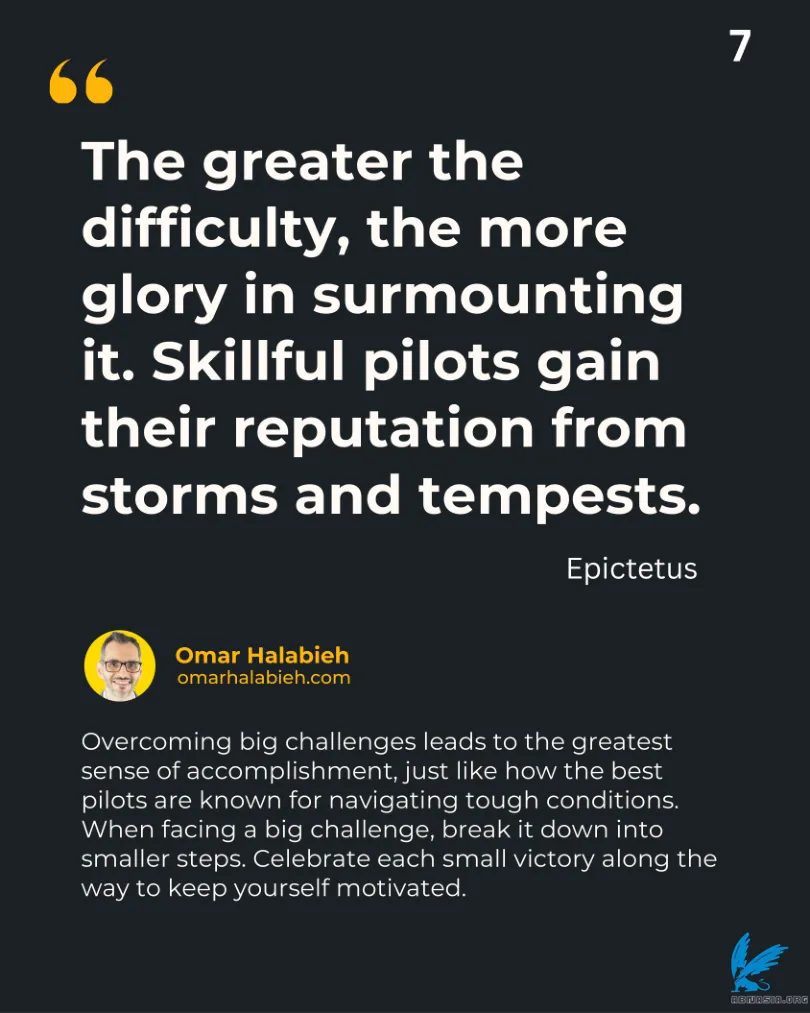 7
“
The greater the
difficulty, the more
glory in surmounting
it. Skillful pilots gain
their reputation from
storms and tempests.
Epictetus
Omar Halabieh
omarhalabieh.com
Overcoming big challenges leads to the greatest
sense of accomplishment, just like how the best
pilots are known for navigating tough conditions.
When facing a big challenge, break it down into
smaller steps. Celebrate each small victory along the
way to keep yourself motivated.
ABNASIA.ORG